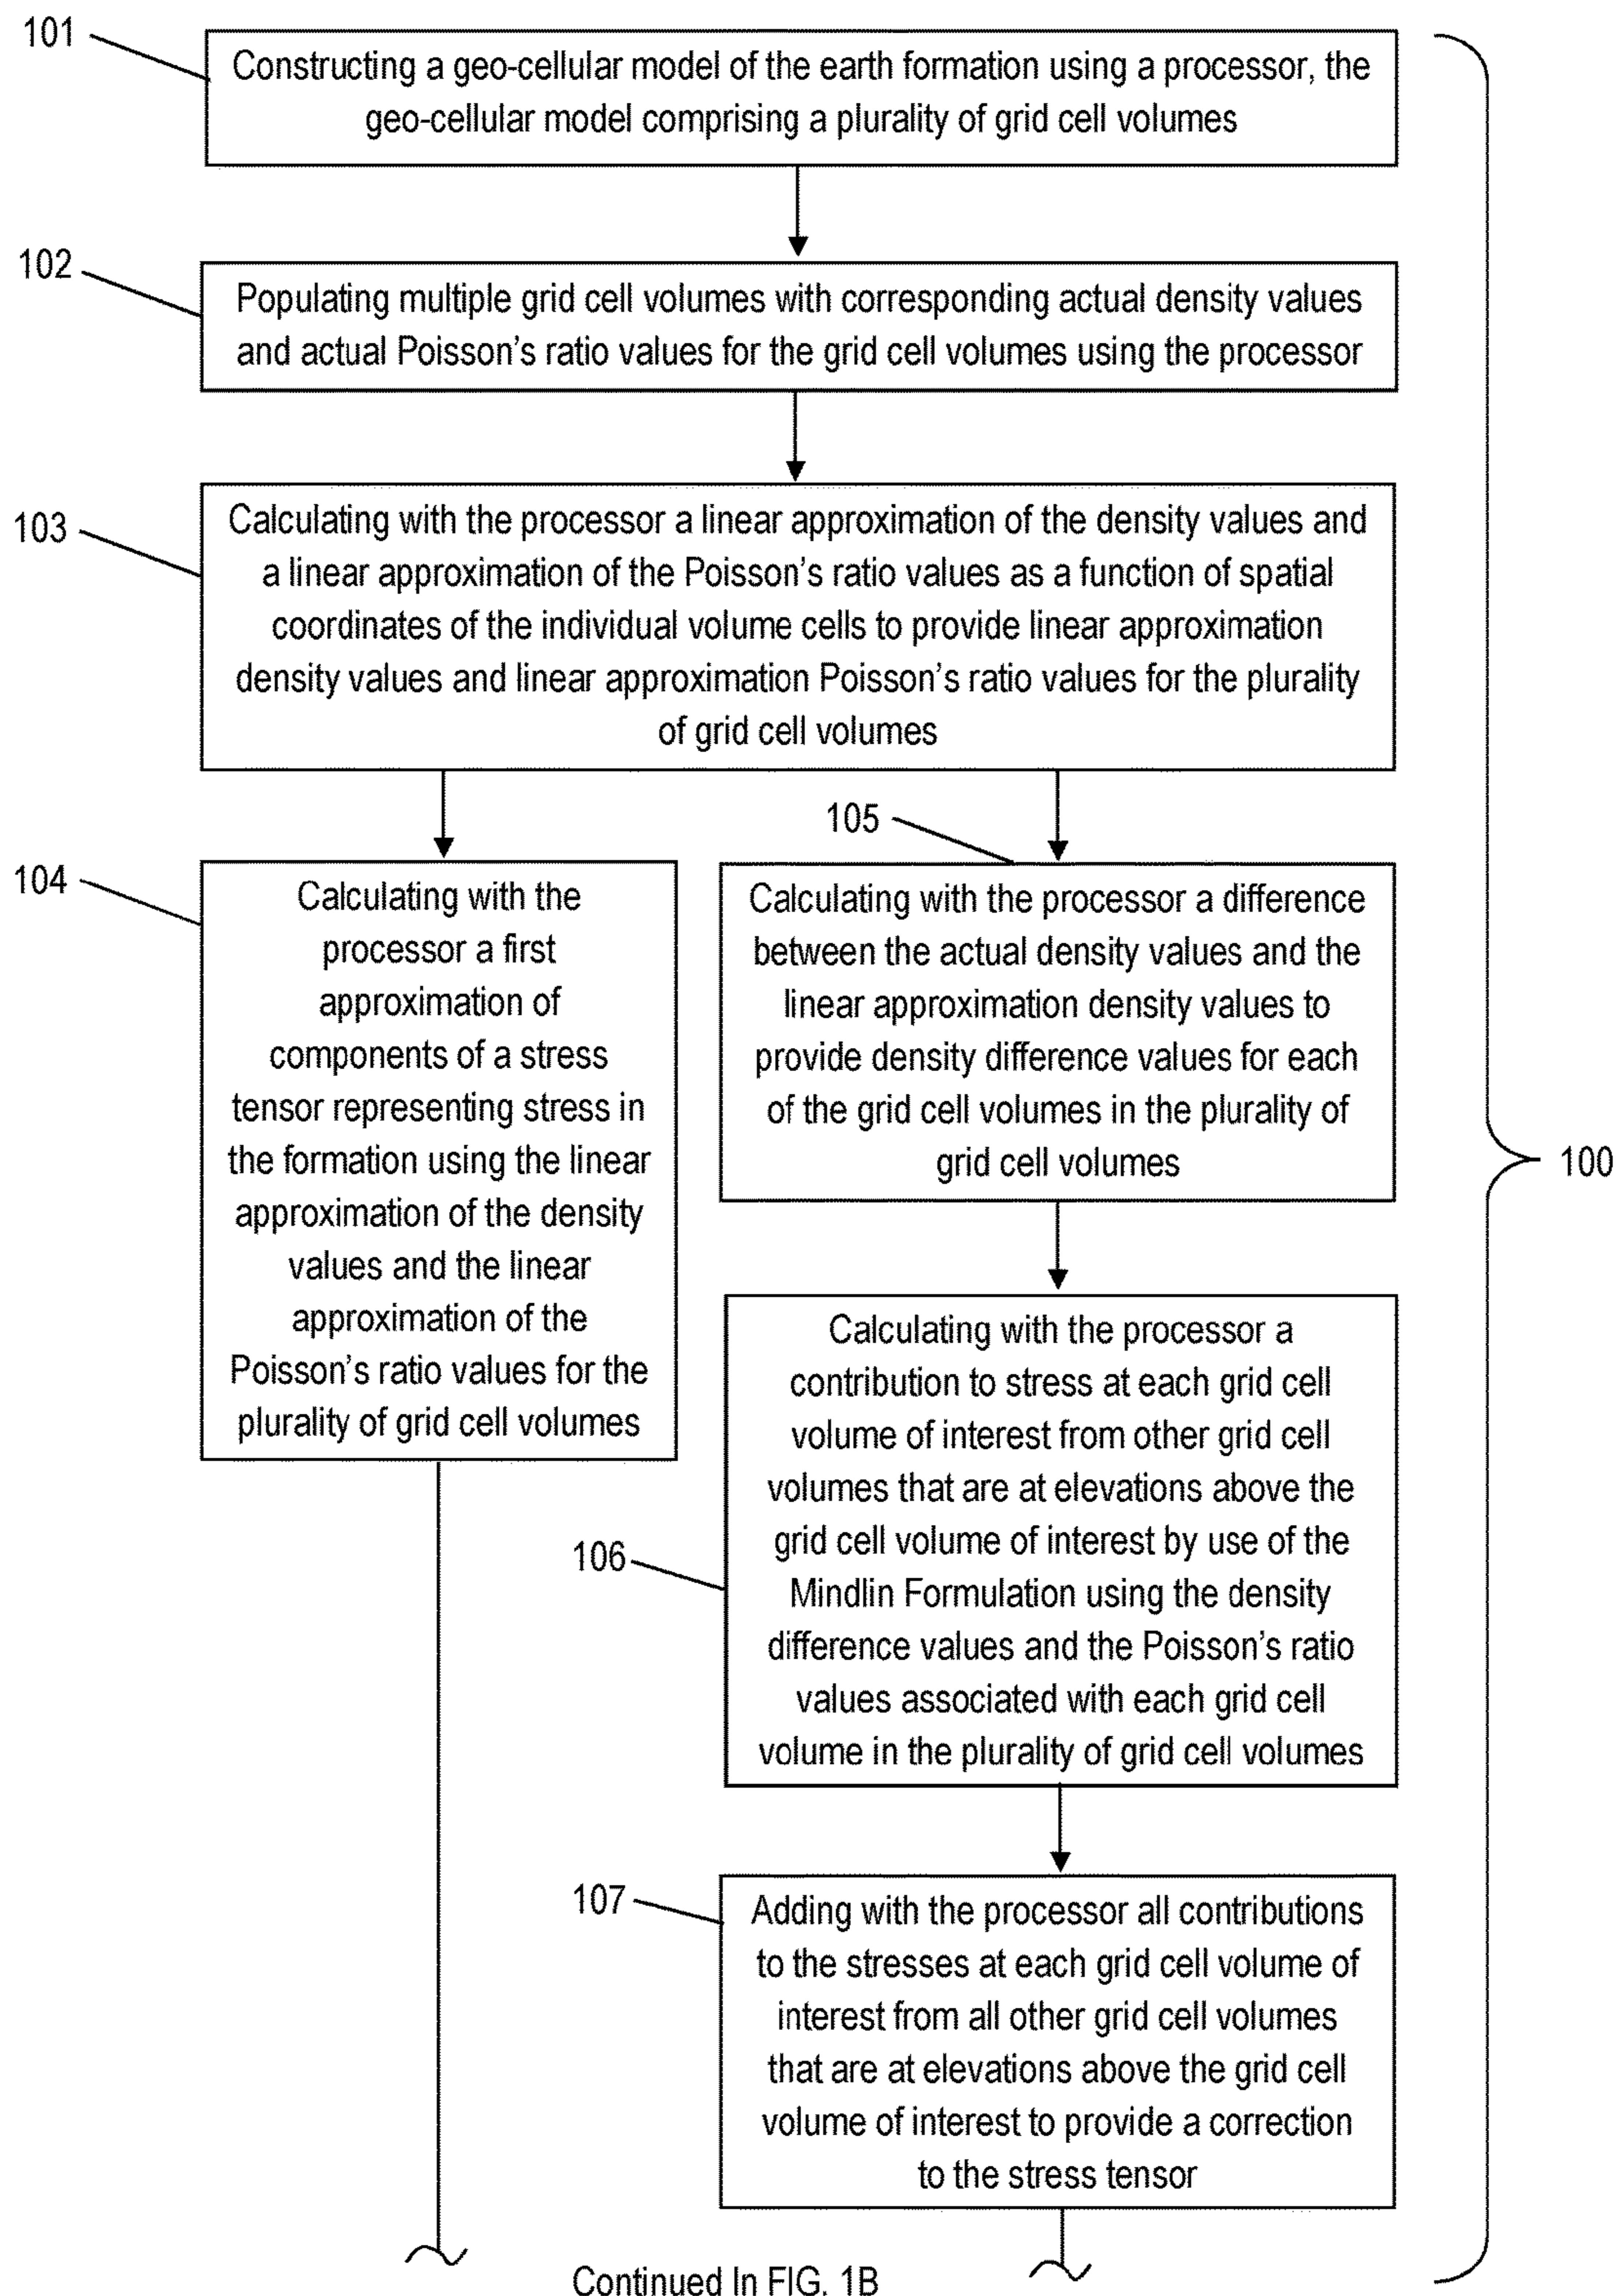 101
Constructing a geo-cellular model of the earth formation using a processor, the
geo-cellular model comprising a plurality of grid cell volumes
102
Populating multiple grid cell volumes with corresponding actual density values
and actual Poisson's ratio values for the grid cell volumes using the processor
103
Calculating with the processor a linear approximation of the density values and
a linear approximation of the Poisson's ratio values as a function of spatial
coordinates of the individual volume cells to provide linear approximation
density values and linear approximation Poisson's ratio values for the plurality
of grid cell volumes
104
Calculating with the
processor a first
approximation of
components of a stress
tensor representing stress in
the formation using the linear
approximation of the density
values and the linear
approximation of the
Poisson's ratio values for the
plurality of grid cell volumes
105
Calculating with the processor a difference
between the actual density values and the
linear approximation density values to
provide density difference values for each
of the grid cell volumes in the plurality of
grid cell volumes
100
106
Calculating with the processor a
contribution to stress at each grid cell
volume of interest from other grid cell
volumes that are at elevations above the
grid cell volume of interest by use of the
Mindlin Formulation using the density
difference values and the Poisson's ratio
values associated with each grid cell
volume in the plurality of grid cell volumes
107
Adding with the processor all contributions
to the stresses at each grid cell volume of
interest from all other grid cell volumes
that are at elevations above the grid cell
volume of interest to provide a correction
to the stress tensor
Continued In FIG. 1B